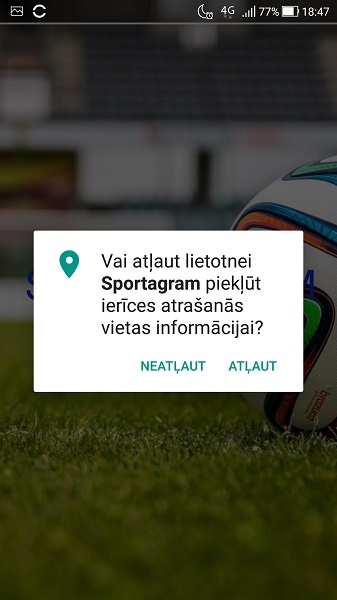 4G 77% 18:47
Vai atļaut lietotnei
Sportagram piekļūt
ierīces atrašanās
vietas informācijai?
NEATĻAUT ATĻAUT